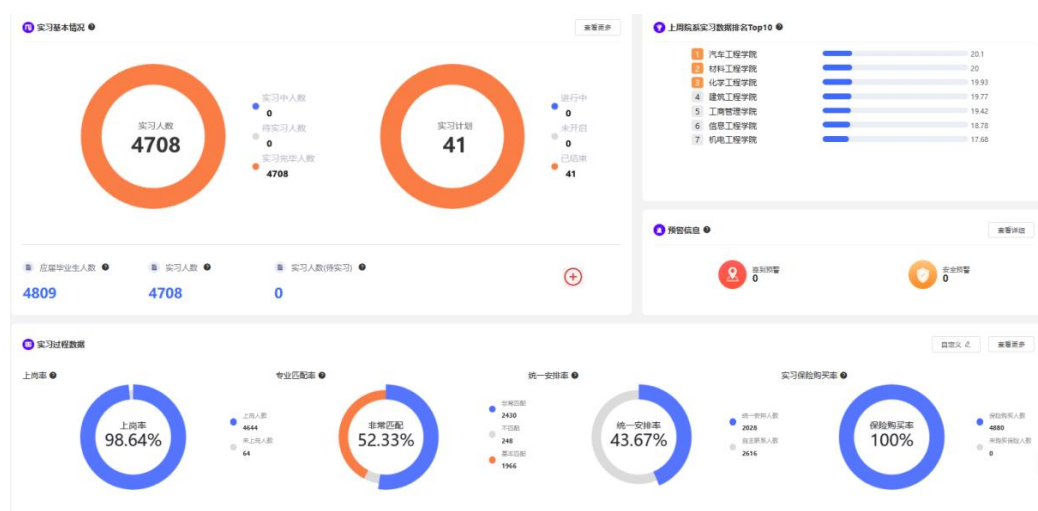 实习基本情况
查看更多
实习人数
4708
实习中人数
0
待实习人数
0
实习完毕人数
4708
实习计划
41
进行中
0
未开启
0
已结束
41
应届毕业生人数
4809
实习人数
4708
实习人数(待实习)
0
上周院系实习数据排名Top10
1 汽车工程学院 20.1
2 材料工程学院 20
3 化学工程学院 19.93
4 建筑工程学院 19.77
5 工商管理学院 19.42
6 信息工程学院 18.78
7 机电工程学院 17.68
预警信息
查看详细
签到预警
0
安全预警
0
实习过程数据
自定义
查看更多
上岗率
上岗率
98.64%
上岗人数
4644
未上岗人数
64
专业匹配率
非常匹配
52.33%
非常匹配
2430
不匹配
248
基本匹配
1966
统一安排率
统一安排率
43.67%
统一安排人数
2028
自主联系人数
2616
实习保险购买率
保险购买率
100%
保险购买人数
4880
未购买保险人数
0